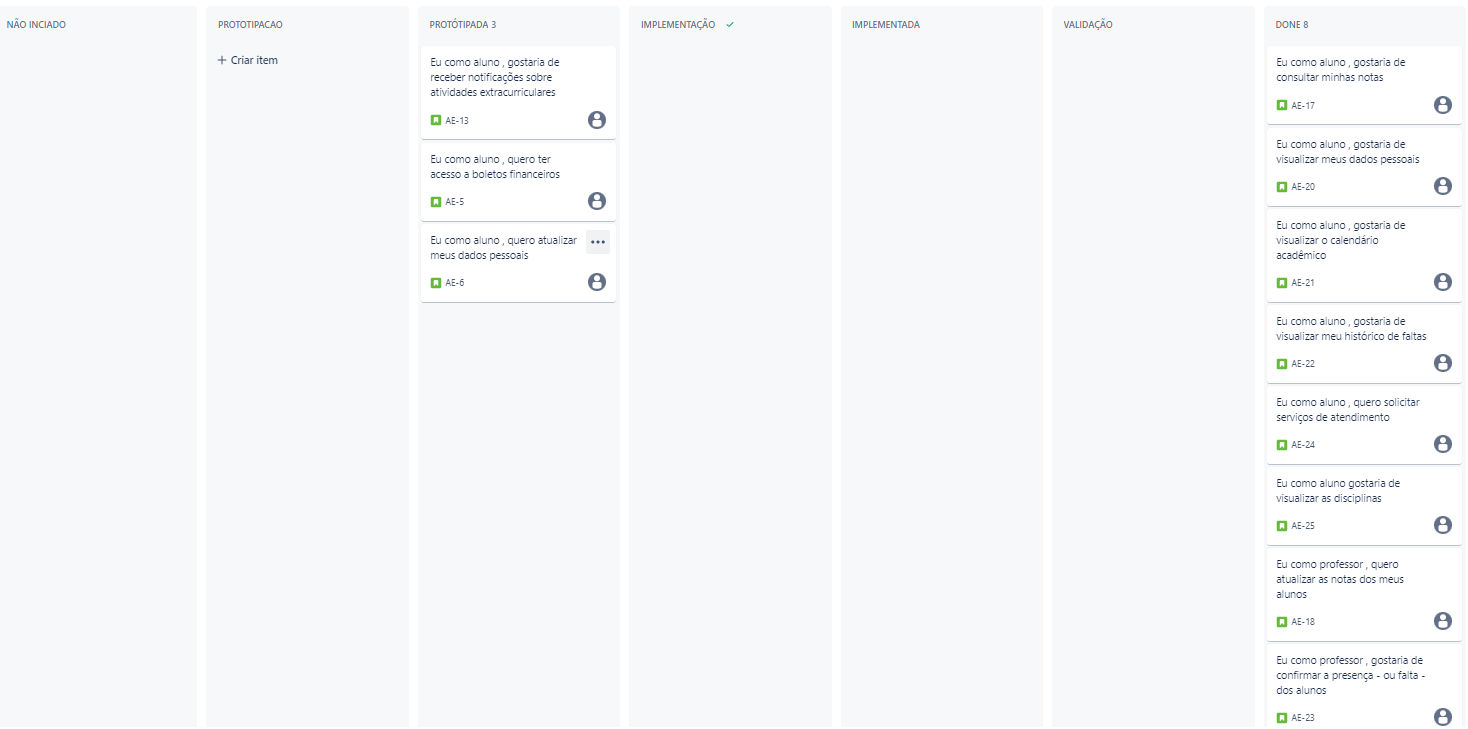 NÃO INCIADO
PROTOTIPACAO
+ Criar item
PROTÓTIPADA 3
Eu como aluno , gostaria de
receber notificações sobre
atividades extracurriculares
AE-13
Eu como aluno , quero ter
acesso a boletos financeiros
AE-5
Eu como aluno , quero atualizar
meus dados pessoais
AE-6
IMPLEMENTAÇÃO
IMPLEMENTADA
VALIDAÇÃO
DONE 8
Eu como aluno , gostaria de
consultar minhas notas
AE-17
Eu como aluno , gostaria de
visualizar meus dados pessoais
AE-20
Eu como aluno , gostaria de
visualizar o calendário
acadêmico
AE-21
Eu como aluno , gostaria de
visualizar meu histórico de faltas
AE-22
Eu como aluno , quero solicitar
serviços de atendimento
AE-24
Eu como aluno gostaria de
visualizar as disciplinas
AE-25
Eu como professor , quero
atualizar as notas dos meus
alunos
AE-18
Eu como professor , gostaria de
confirmar a presença - ou falta -
dos alunos
AE-23